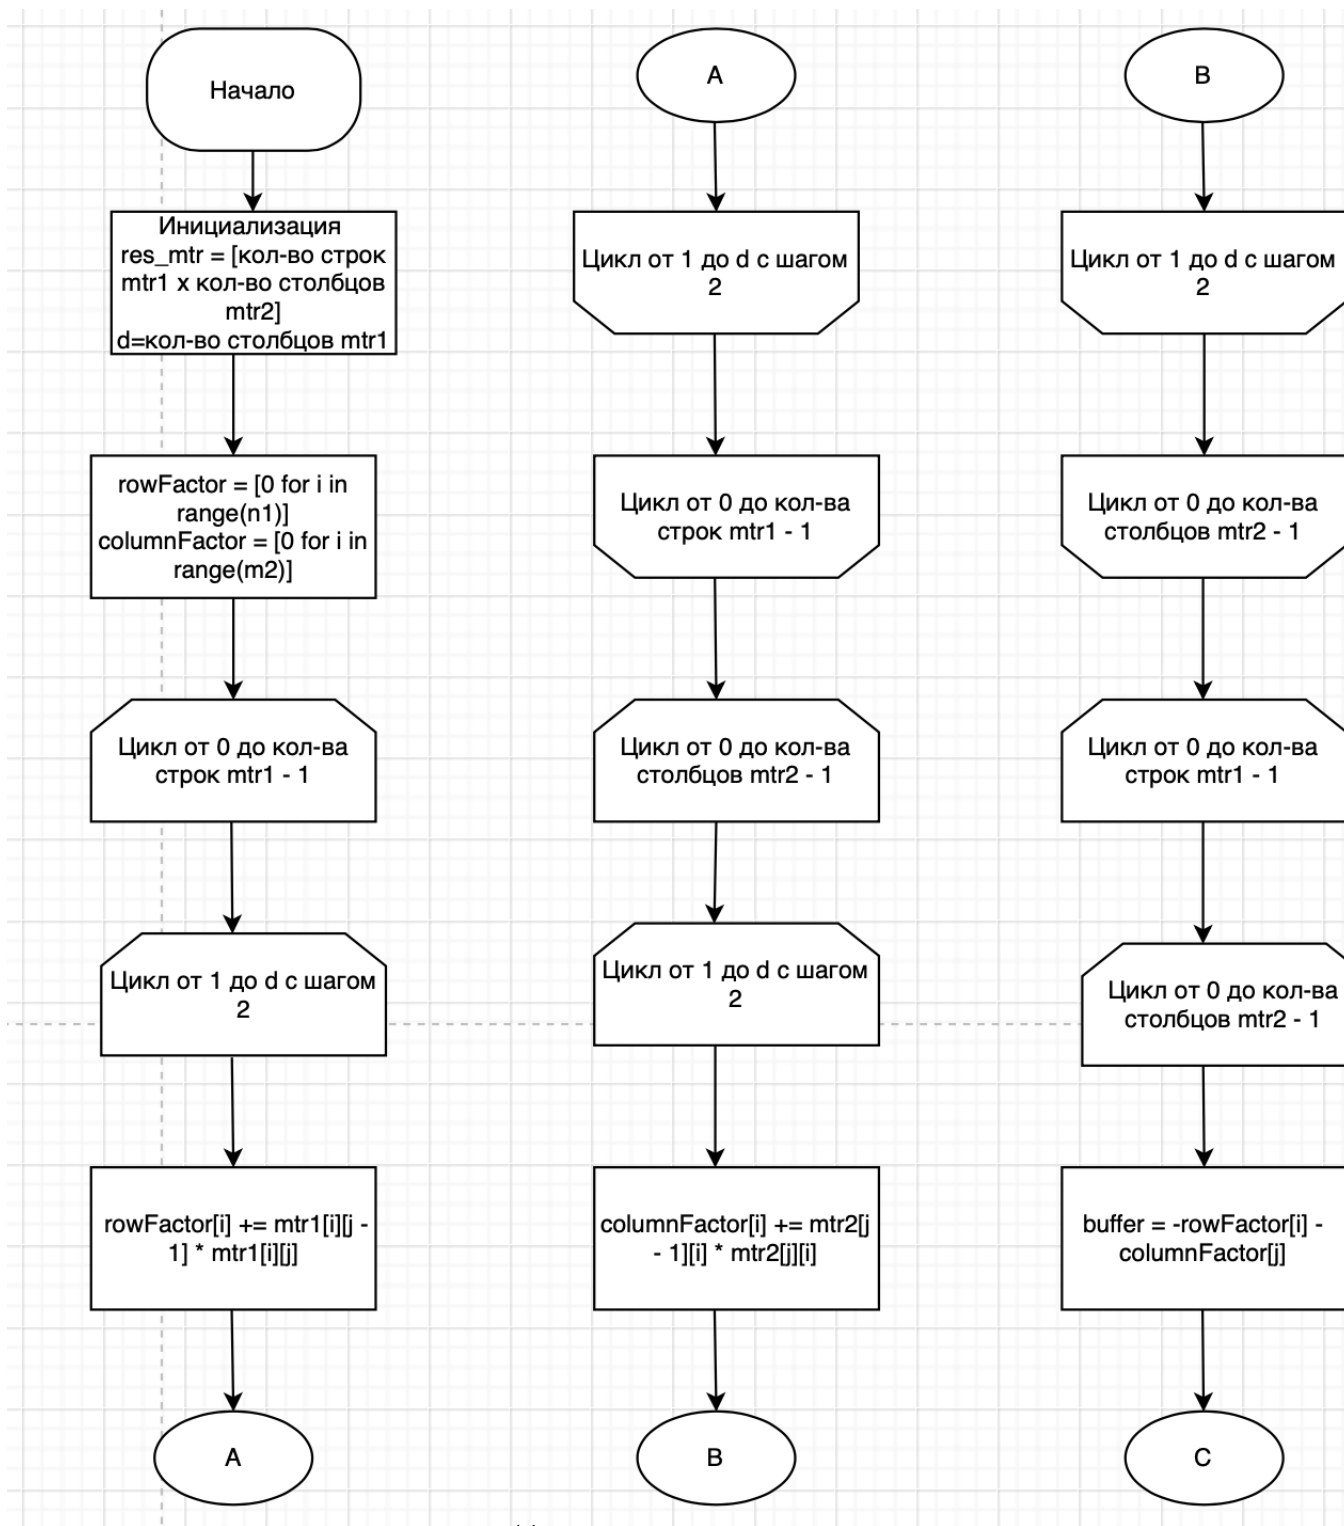 Начало
Инициализация
res_mtr = [кол-во строк
mtr1 x кол-во столбцов
mtr2]
d=кол-во столбцов mtr1
rowFactor = [0 for i in
range(n1)]
columnFactor = [0 for i in
range(m2)]
Цикл от 0 до кол-ва
строк mtr1 - 1
Цикл от 1 до d с шагом
2
rowFactor[i] += mtr1[i][j -
1] * mtr1[i][j]
A
A
Цикл от 1 до d с шагом
2
Цикл от 0 до кол-ва
строк mtr1 - 1
Цикл от 0 до кол-ва
столбцов mtr2 - 1
Цикл от 1 до d с шагом
2
columnFactor[i] += mtr2[j
- 1][i] * mtr2[j][i]
B
B
Цикл от 1 до d с шагом
2
Цикл от 0 до кол-ва
столбцов mtr2 - 1
Цикл от 0 до кол-ва
строк mtr1 - 1
Цикл от 0 до кол-ва
столбцов mtr2 - 1
buffer = -rowFactor[i] -
columnFactor[j]
C